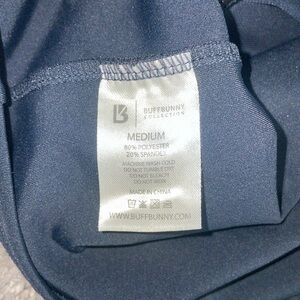 BUFFBUNNY
COLLECTION
MEDIUM
80% POLYESTER
20% SPANDEX
MACHINE WASH COLD
DO NOT TUMBLE DRY
DO NOT BLEACH
DO NOT IRON
MADE IN CHINA
WWW.BUFFBUNNY.COM